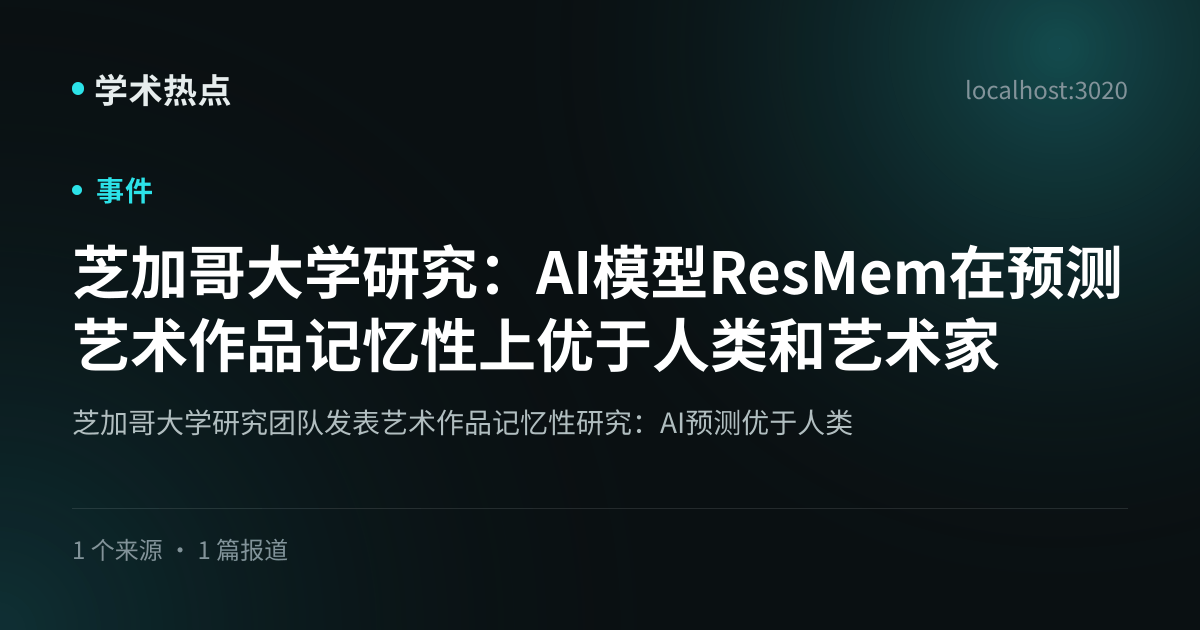 学术热点
localhost:3020
事件
芝加哥大学研究：AI模型ResMem在预测
艺术作品记忆性上优于人类和艺术家
芝加哥大学研究团队发表艺术作品记忆性研究：AI预测优于人类
1 个来源 · 1 篇报道